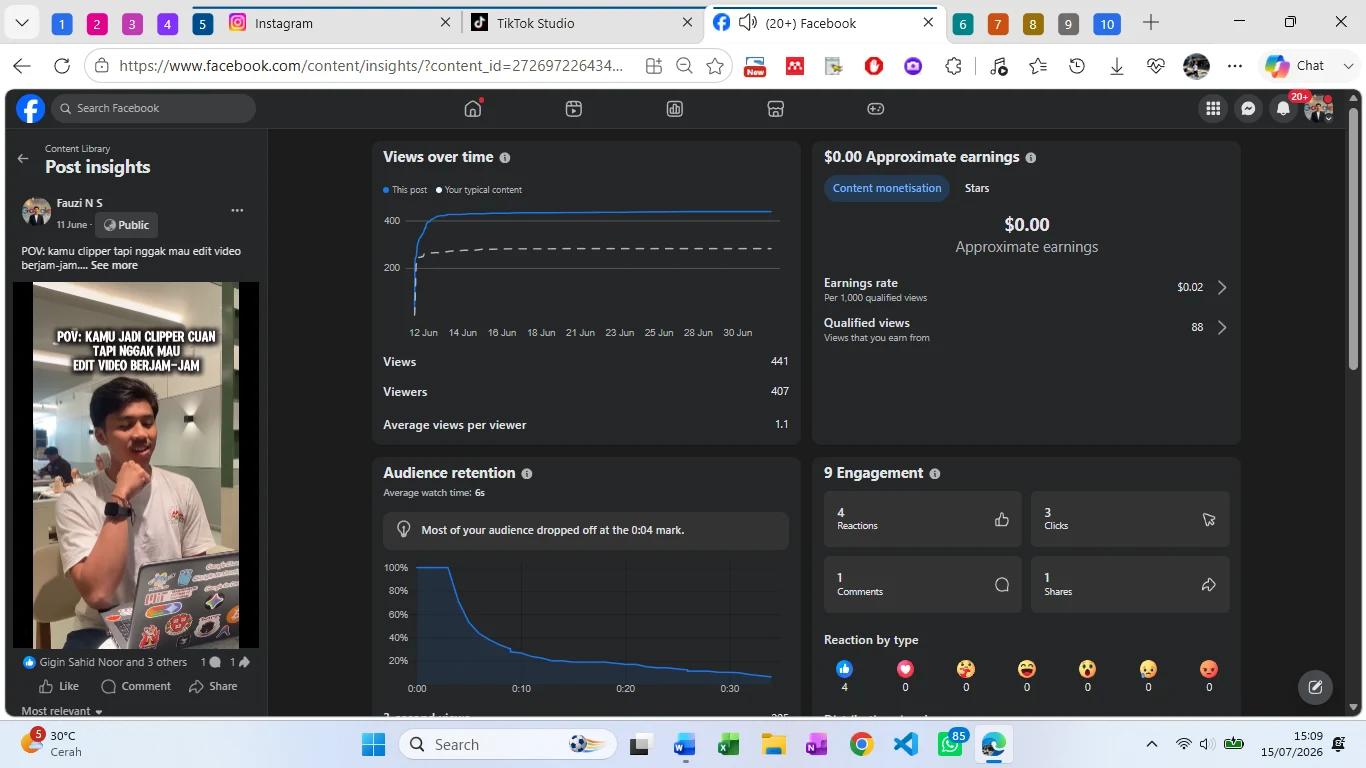 1
2
3
4
5
Instagram
TikTok Studio
(20+) Facebook
6
7
8
9
10
https://www.facebook.com/content/insights/?content_id=272697226434...
New
Chat
Search Facebook
20+
Content Library
Post insights
Fauzi N S
11 June · Public
POV: kamu clipper tapi nggak mau edit video
berjam-jam.... See more
POV: KAMU JADI CLIPPER CUAN
TAPI NGGAK MAU
EDIT VIDEO BERJAM-JAM
Gigin Sahid Noor and 3 others 1 1
Like Comment Share
Most relevant
Views over time
This post Your typical content
400
200
12 Jun 14 Jun 16 Jun 18 Jun 21 Jun 23 Jun 25 Jun 28 Jun 30 Jun
Views 441
Viewers 407
Average views per viewer 1.1
$0.00 Approximate earnings
Content monetisation Stars
$0.00
Approximate earnings
Earnings rate
Per 1,000 qualified views
$0.02
Qualified views
Views that you earn from
88
Audience retention
Average watch time: 6s
Most of your audience dropped off at the 0:04 mark.
100%
80%
60%
40%
20%
0:00 0:10 0:20 0:30
9 Engagement
4
Reactions
3
Clicks
1
Comments
1
Shares
Reaction by type
4 0 0 0 0 0 0
5
30°C
Cerah
Search
85
15:09
15/07/2026